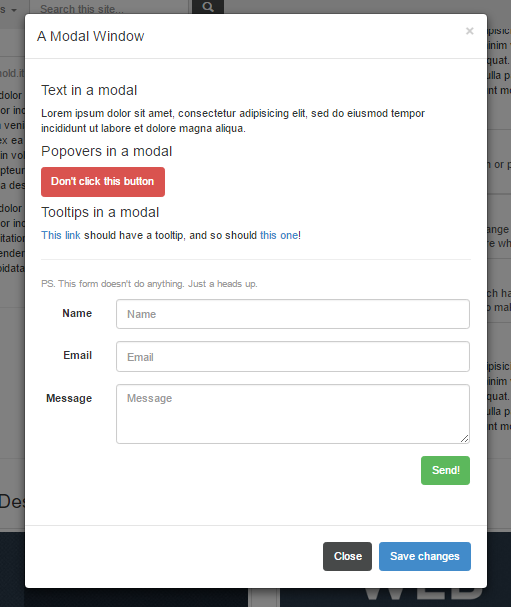 s
Search this site...
A Modal Window ×
Text in a modal
Lorem ipsum dolor sit amet, consectetur adipisicing elit, sed do eiusmod tempor
incididunt ut labore et dolore magna aliqua.
Popovers in a modal
Don't click this button
Tooltips in a modal
This link should have a tooltip, and so should this one!
PS. This form doesn't do anything. Just a heads up.
Name
Name
Email
Email
Message
Message
Send!
Close
Save changes
WEB